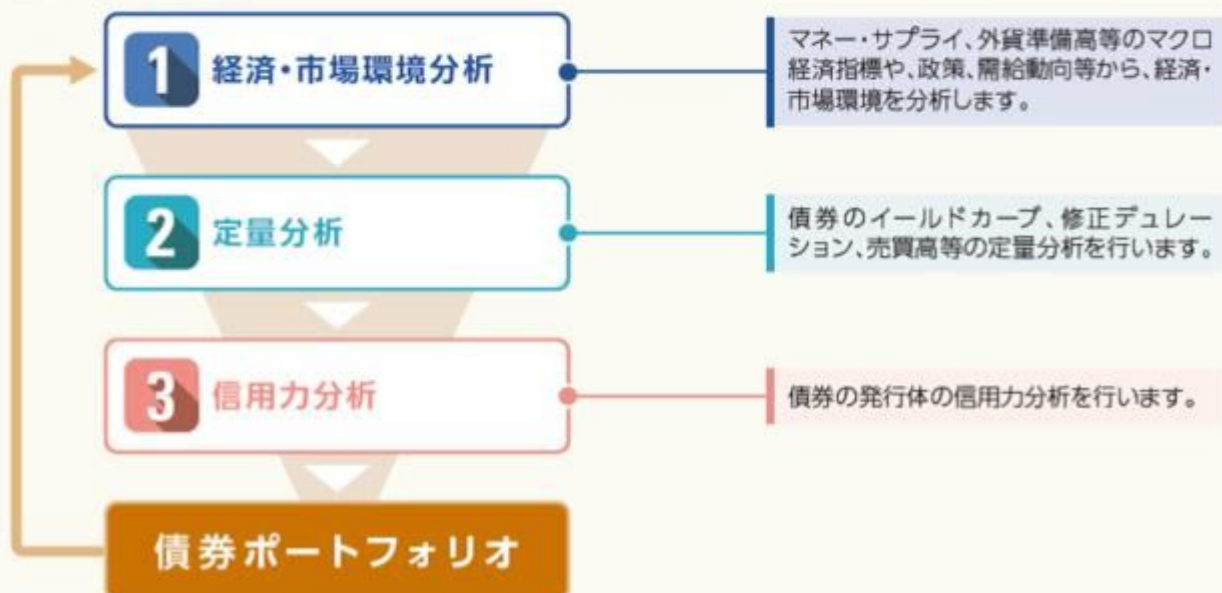 1 経済・市場環境分析
マネー・サプライ、外貨準備高等のマクロ
経済指標や、政策、需給動向等から、経済・
市場環境を分析します。
2 定量分析
債券のイールドカーブ、修正デュレー
ション、売買高等の定量分析を行います。
3 信用力分析
債券の発行体の信用力分析を行います。
債券ポートフォリオ